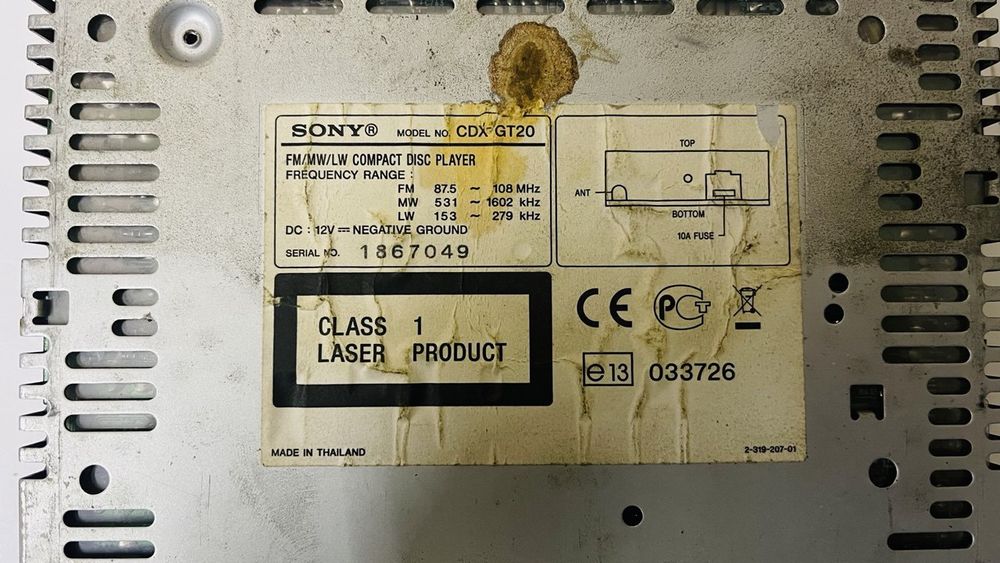 SONY® MODEL NO. CDX-GT20
FM/MW/LW COMPACT DISC PLAYER
FREQUENCY RANGE :
FM 87.5 ~ 108 MHz
MW 531 ~ 1602 kHz
LW 153 ~ 279 kHz
DC : 12V ⎓ NEGATIVE GROUND
SERIAL NO. 1867049
TOP
ANT
BOTTOM
10A FUSE
CLASS 1
LASER PRODUCT
CE PCT
e13 033726
MADE IN THAILAND
2-319-207-01